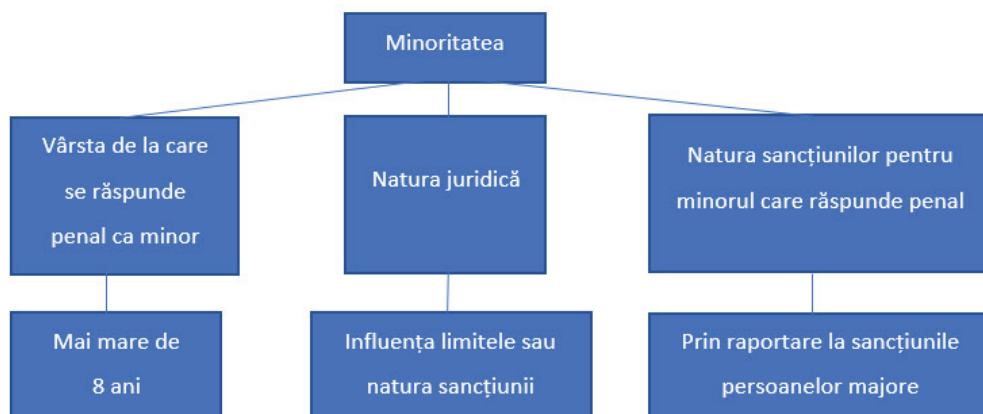 Minoritatea
Vârsta de la care
se răspunde
penal ca minor
Natura juridică
Natura sancțiunilor pentru
minorul care răspunde penal
Mai mare de
8 ani
Influența limitele sau
natura sancțiunii
Prin raportare la sancțiunile
persoanelor majore